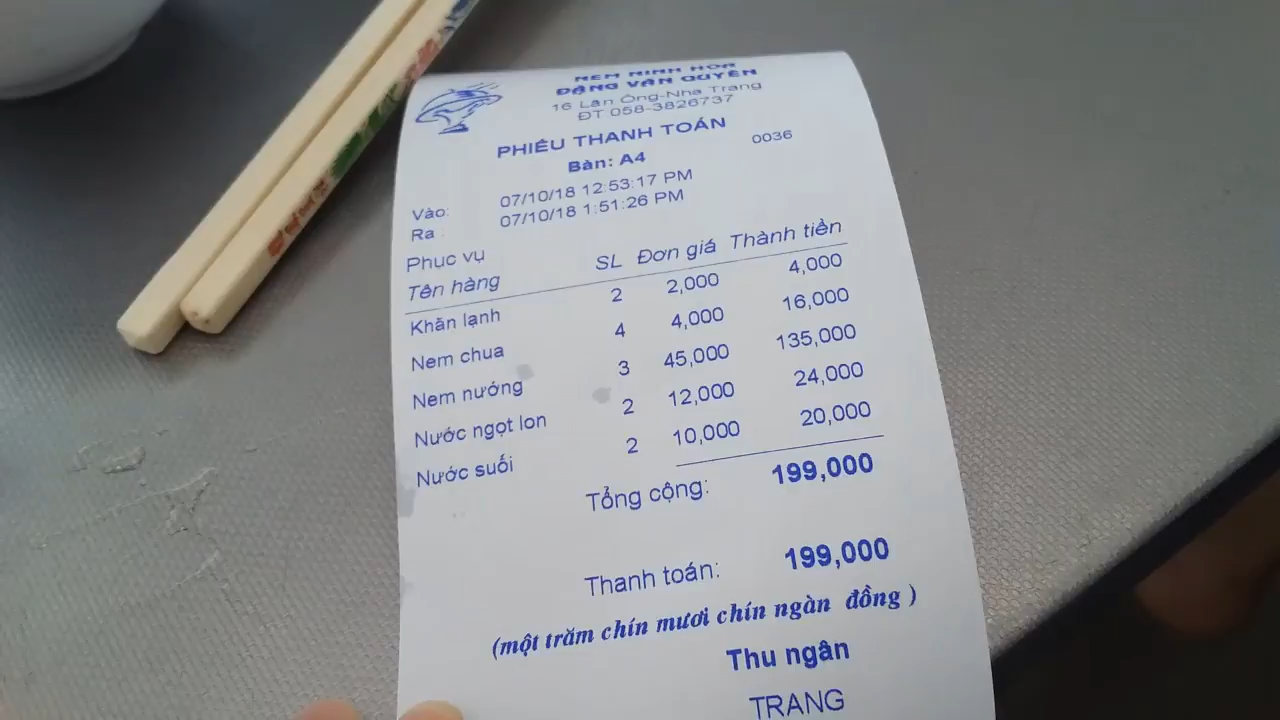 NEM NINH HOÀ
ĐẶNG VĂN QUYÊN
16 Lãn Ông-Nha Trang
ĐT 058-3826737
PHIẾU THANH TOÁN
Bàn: A4 0036
Vào: 07/10/18 12:53:17 PM
Ra : 07/10/18 1:51:26 PM
Phục vụ
Tên hàng SL Đơn giá Thành tiền
Khăn lạnh 2 2,000 4,000
Nem chua 4 4,000 16,000
Nem nướng 3 45,000 135,000
Nước ngọt lon 2 12,000 24,000
Nước suối 2 10,000 20,000
Tổng cộng: 199,000
Thanh toán: 199,000
(một trăm chín mươi chín ngàn đồng )
Thu ngân
TRANG